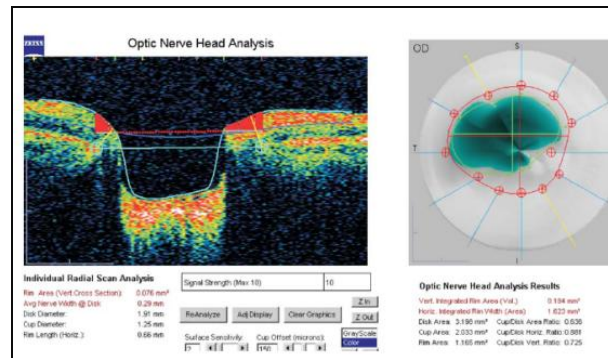 ZEISS
Optic Nerve Head Analysis
Individual Radial Scan Analysis
Rim Area (Vert.Cross Section): 0.076 mm²
Avg Nerve Width @ Disk: 0.29 mm
Disk Diameter: 1.91 mm
Cup Diameter: 1.25 mm
Rim Length (Horiz.): 0.66 mm
Signal Strength (Max 10) 10
ReAnalyze Adj Display Clear Graphics
Z In
Z Out
Surface Sensitivity: Cup Offset (microns):
2 150
GrayScale
Color
OD
S
T
I
Optic Nerve Head Analysis Results
Vert. Integrated Rim Area (Vol.) 0.184 mm³
Horiz. Integrated Rim Width (Area) 1.623 mm²
Disk Area: 3.198 mm² Cup/Disk Area Ratio: 0.636
Cup Area: 2.033 mm² Cup/Disk Horiz. Ratio: 0.881
Rim Area: 1.165 mm² Cup/Disk Vert. Ratio: 0.725